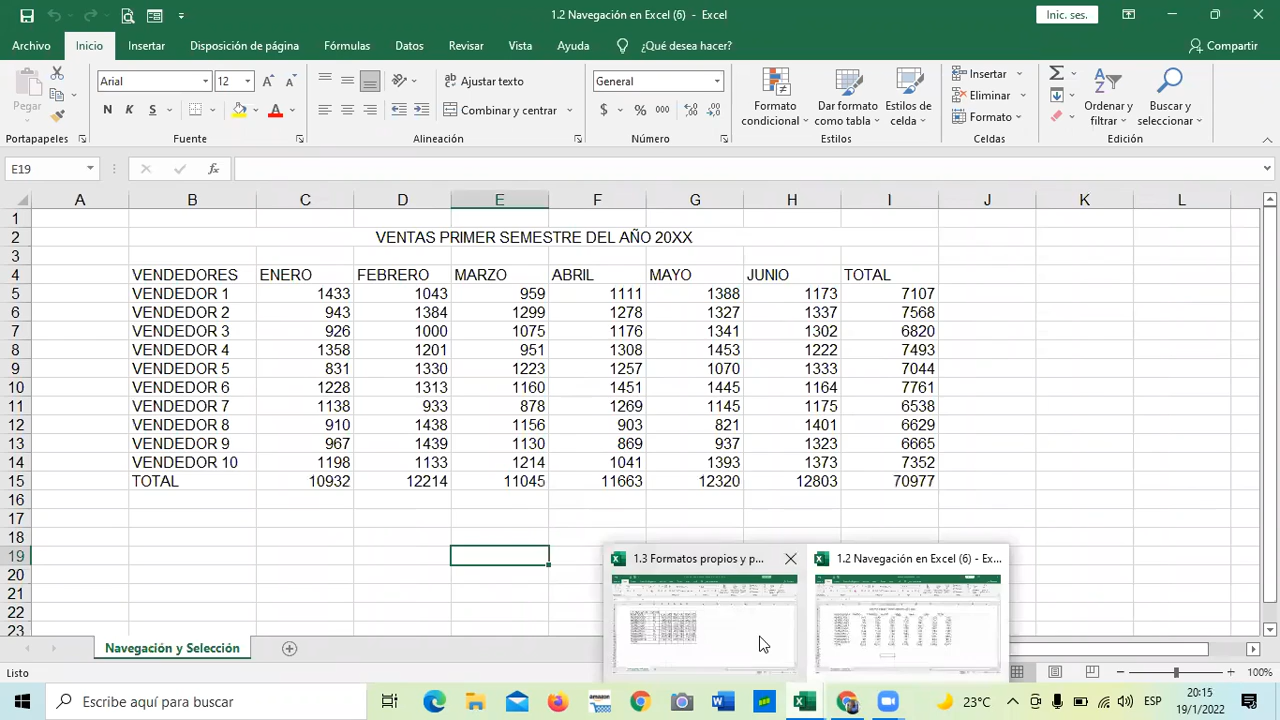 1.2 Navegación en Excel (6) - Excel
Inic. ses.
Archivo Inicio Insertar Disposición de página Fórmulas Datos Revisar Vista Ayuda ¿Qué desea hacer? Compartir
Pegar
Arial 12
N K S
Ajustar texto
Combinar y centrar
General
$ % 000
Formato condicional
Dar formato como tabla
Estilos de celda
Insertar
Eliminar
Formato
Ordenar y filtrar
Buscar y seleccionar
Portapapeles Fuente Alineación Número Estilos Celdas Edición
E19 fx
A B C D E F G H I J K L
1
2 VENTAS PRIMER SEMESTRE DEL AÑO 20XX
3
4 VENDEDORES ENERO FEBRERO MARZO ABRIL MAYO JUNIO TOTAL
5 VENDEDOR 1 1433 1043 959 1111 1388 1173 7107
6 VENDEDOR 2 943 1384 1299 1278 1327 1337 7568
7 VENDEDOR 3 926 1000 1075 1176 1341 1302 6820
8 VENDEDOR 4 1358 1201 951 1308 1453 1222 7493
9 VENDEDOR 5 831 1330 1223 1257 1070 1333 7044
10 VENDEDOR 6 1228 1313 1160 1451 1445 1164 7761
11 VENDEDOR 7 1138 933 878 1269 1145 1175 6538
12 VENDEDOR 8 910 1438 1156 903 821 1401 6629
13 VENDEDOR 9 967 1439 1130 869 937 1323 6665
14 VENDEDOR 10 1198 1133 1214 1041 1393 1373 7352
15 TOTAL 10932 12214 11045 11663 12320 12803 70977
16
17
18
19
20
21
22
23
1.3 Formatos propios y p...
1.2 Navegación en Excel (6) - Ex...
Navegación y Selección
Listo
100%
Escribe aquí para buscar
amazon
23°C
ESP
20:15
19/1/2022